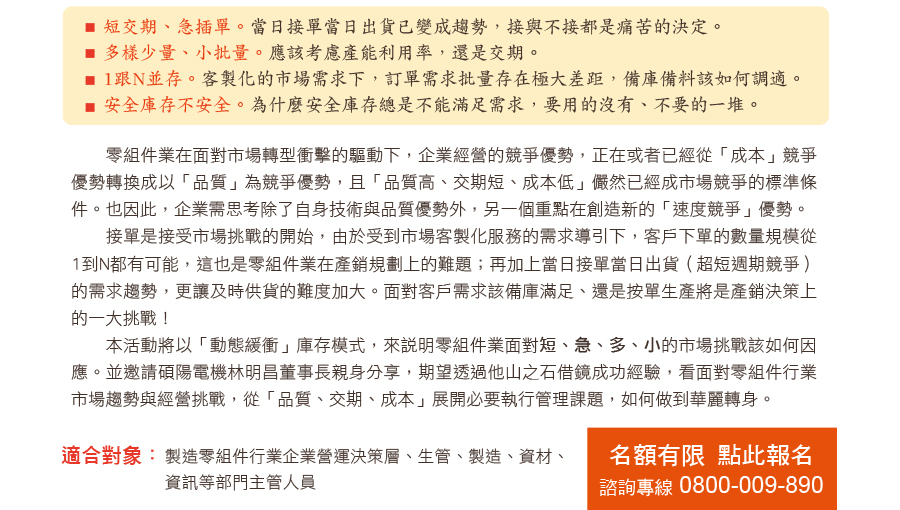 ■ 短交期、急插單。當日接單當日出貨已變成趨勢，接與不接都是痛苦的決定。
■ 多樣少量、小批量。應該考慮產能利用率，還是交期。
■ 1跟N並存。客製化的市場需求下，訂單需求批量存在極大差距，備庫備料該如何調適。
■ 安全庫存不安全。為什麼安全庫存總是不能滿足需求，要用的沒有、不要的一堆。
零組件業在面對市場轉型衝擊的驅動下，企業經營的競爭優勢，正在或者已經從「成本」競爭
優勢轉換成以「品質」為競爭優勢，且「品質高、交期短、成本低」儼然已經成市場競爭的標準條
件。也因此，企業需思考除了自身技術與品質優勢外，另一個重點在創造新的「速度競爭」優勢。
接單是接受市場挑戰的開始，由於受到市場客製化服務的需求導引下，客戶下單的數量規模從
1到N都有可能，這也是零組件業在產銷規劃上的難題；再加上當日接單當日出貨（超短週期競爭）
的需求趨勢，更讓及時供貨的難度加大。面對客戶需求該備庫滿足、還是按單生產將是產銷決策上
的一大挑戰！
本活動將以「動態緩衝」庫存模式，來說明零組件業面對短、急、多、小的市場挑戰該如何因
應。並邀請碩陽電機林明昌董事長親身分享，期望透過他山之石借鏡成功經驗，看面對零組件行業
市場趨勢與經營挑戰，從「品質、交期、成本」展開必要執行管理課題，如何做到華麗轉身。
適合對象：製造零組件行業企業營運決策層、生管、製造、資材、
資訊等部門主管人員
名額有限 點此報名
諮詢專線 0800-009-890